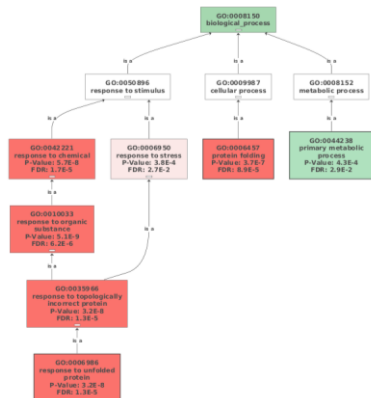 GO:0008150
biological_process
is a
is a
is a
GO:0050896
response to stimulus
GO:0009987
cellular process
GO:0008152
metabolic process
is a
is a
is a
is a
GO:0042221
response to chemical
P-Value: 5.7E-8
FDR: 1.7E-5
GO:0006950
response to stress
P-Value: 3.8E-4
FDR: 2.7E-2
GO:0006457
protein folding
P-Value: 3.7E-7
FDR: 8.9E-5
GO:0044238
primary metabolic
process
P-Value: 4.3E-4
FDR: 2.9E-2
is a
GO:0010033
response to organic
substance
P-Value: 5.1E-9
FDR: 6.2E-6
is a
is a
GO:0035966
response to topologically
incorrect protein
P-Value: 3.2E-8
FDR: 1.3E-5
is a
GO:0006986
response to unfolded
protein
P-Value: 3.2E-8
FDR: 1.3E-5